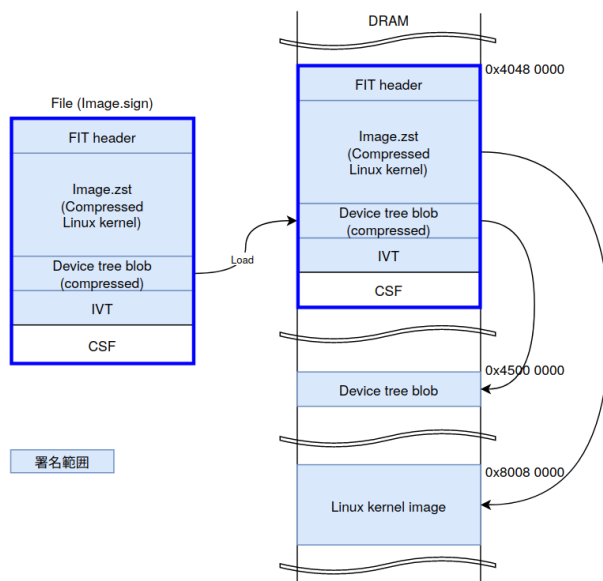 DRAM
0x4048 0000
File (Image.sign)
FIT header
Image.zst
(Compressed
Linux kernel)
Device tree blob
(compressed)
IVT
CSF
Load
FIT header
Image.zst
(Compressed
Linux kernel)
Device tree blob
(compressed)
IVT
CSF
0x4500 0000
Device tree blob
署名範囲
0x8008 0000
Linux kernel image